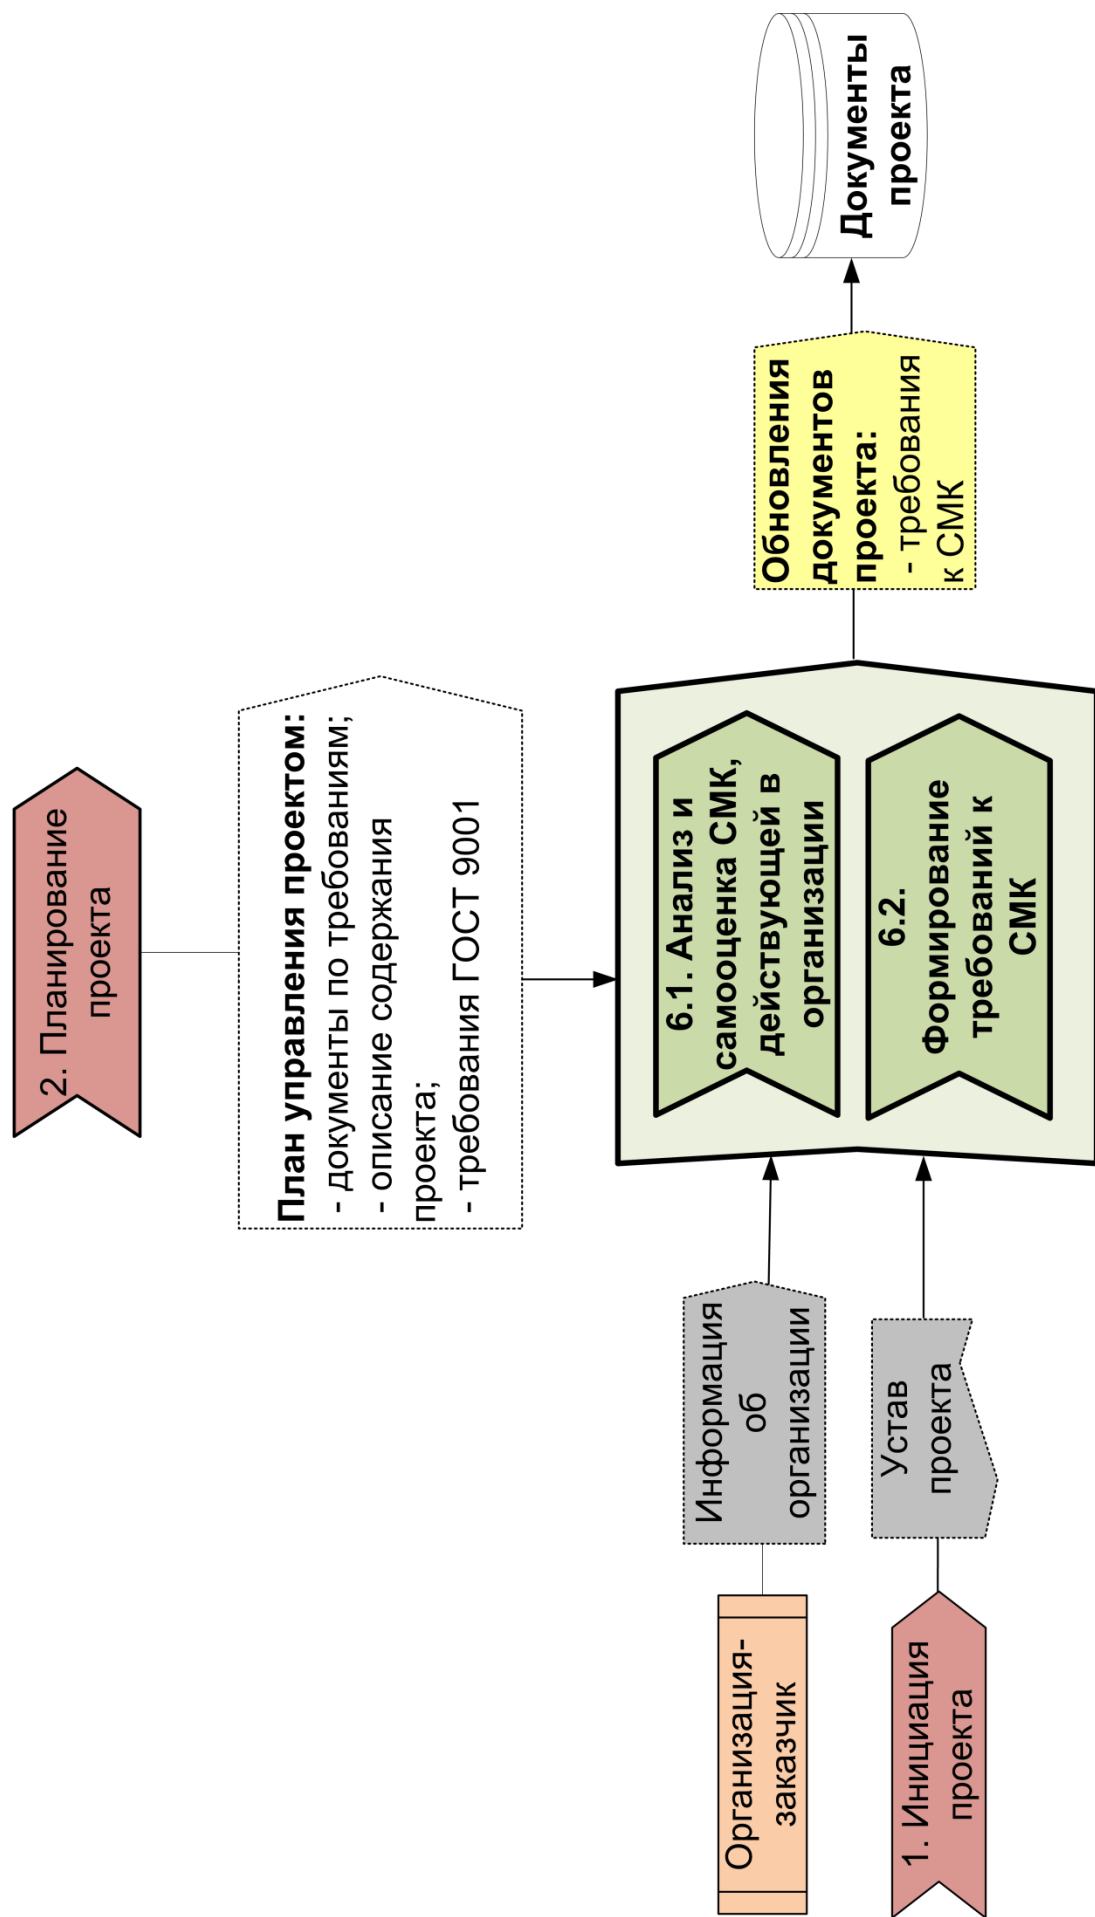 2. Планирование
проекта
План управления проектом:
- документы по требованиям;
- описание содержания
проекта;
- требования ГОСТ 9001
Организация-
заказчик
Информация
об
организации
1. Инициация
проекта
Устав
проекта
6.1. Анализ и
самооценка СМК,
действующей в
организации
6.2.
Формирование
требований к
СМК
Обновления
документов
проекта:
- требования
к СМК
Документы
проекта